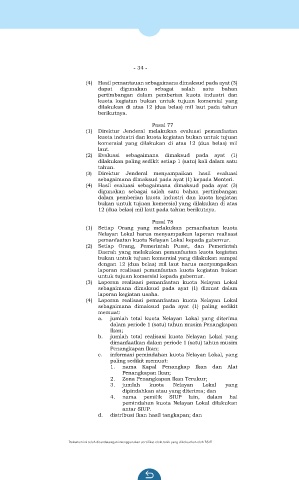 - 34 -
(4) Hasil pemantauan sebagaimana dimaksud pada ayat (3)
dapat digunakan sebagai salah satu bahan
pertimbangan dalam pemberian kuota industri dan
kuota kegiatan bukan untuk tujuan komersial yang
dilakukan di atas 12 (dua belas) mil laut pada tahun
berikutnya.
Pasal 77
(1) Direktur Jenderal melakukan evaluasi pemanfaatan
kuota industri dan kuota kegiatan bukan untuk tujuan
komersial yang dilakukan di atas 12 (dua belas) mil
laut.
(2) Evaluasi sebagaimana dimaksud pada ayat (1)
dilakukan paling sedikit setiap 1 (satu) kali dalam satu
tahun.
(3) Direktur Jenderal menyampaikan hasil evaluasi
sebagaimana dimaksud pada ayat (1) kepada Menteri.
(4) Hasil evaluasi sebagaimana dimaksud pada ayat (3)
digunakan sebagai salah satu bahan pertimbangan
dalam pemberian kuota industri dan kuota kegiatan
bukan untuk tujuan komersial yang dilakukan di atas
12 (dua belas) mil laut pada tahun berikutnya.
Pasal 78
(1) Setiap Orang yang melakukan pemanfaatan kuota
Nelayan Lokal harus menyampaikan laporan realisasi
pemanfaatan kuota Nelayan Lokal kepada gubernur.
(2) Setiap Orang, Pemerintah Pusat, dan Pemerintah
Daerah yang melakukan pemanfaatan kuota kegiatan
bukan untuk tujuan komersial yang dilakukan sampai
dengan 12 (dua belas) mil laut harus menyampaikan
laporan realisasi pemanfaatan kuota kegiatan bukan
untuk tujuan komersial kepada gubernur.
(3) Laporan realisasi pemanfaatan kuota Nelayan Lokal
sebagaimana dimaksud pada ayat (1) dimuat dalam
laporan kegiatan usaha.
(4) Laporan realisasi pemanfaatan kuota Nelayan Lokal
sebagaimana dimaksud pada ayat (1) paling sedikit
memuat:
a. jumlah total kuota Nelayan Lokal yang diterima
dalam periode 1 (satu) tahun musim Penangkapan
Ikan;
b. jumlah total realisasi kuota Nelayan Lokal yang
dimanfaatkan dalam periode 1 (satu) tahun musim
Penangkapan Ikan;
c. informasi pemindahan kuota Nelayan Lokal, yang
paling sedikit memuat:
1. nama Kapal Penangkap Ikan dan Alat
Penangkapan Ikan;
2. Zona Penangkapan Ikan Terukur;
3. jumlah kuota Nelayan Lokal yang
dipindahkan atau yang diterima; dan
4. nama pemilik SIUP lain, dalam hal
pemindahan kuota Nelayan Lokal dilakukan
antar SIUP.
d. distribusi ikan hasil tangkapan; dan